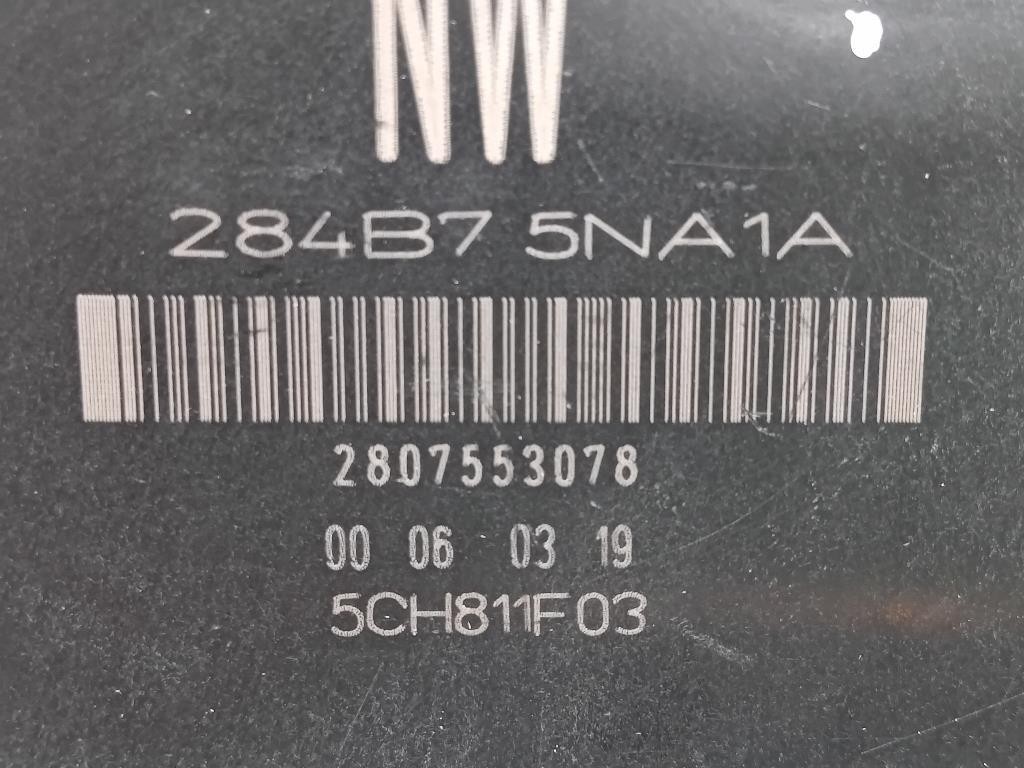 NW
284B7 5NA1A
2807553078
00 06 03 19
5CH811F03